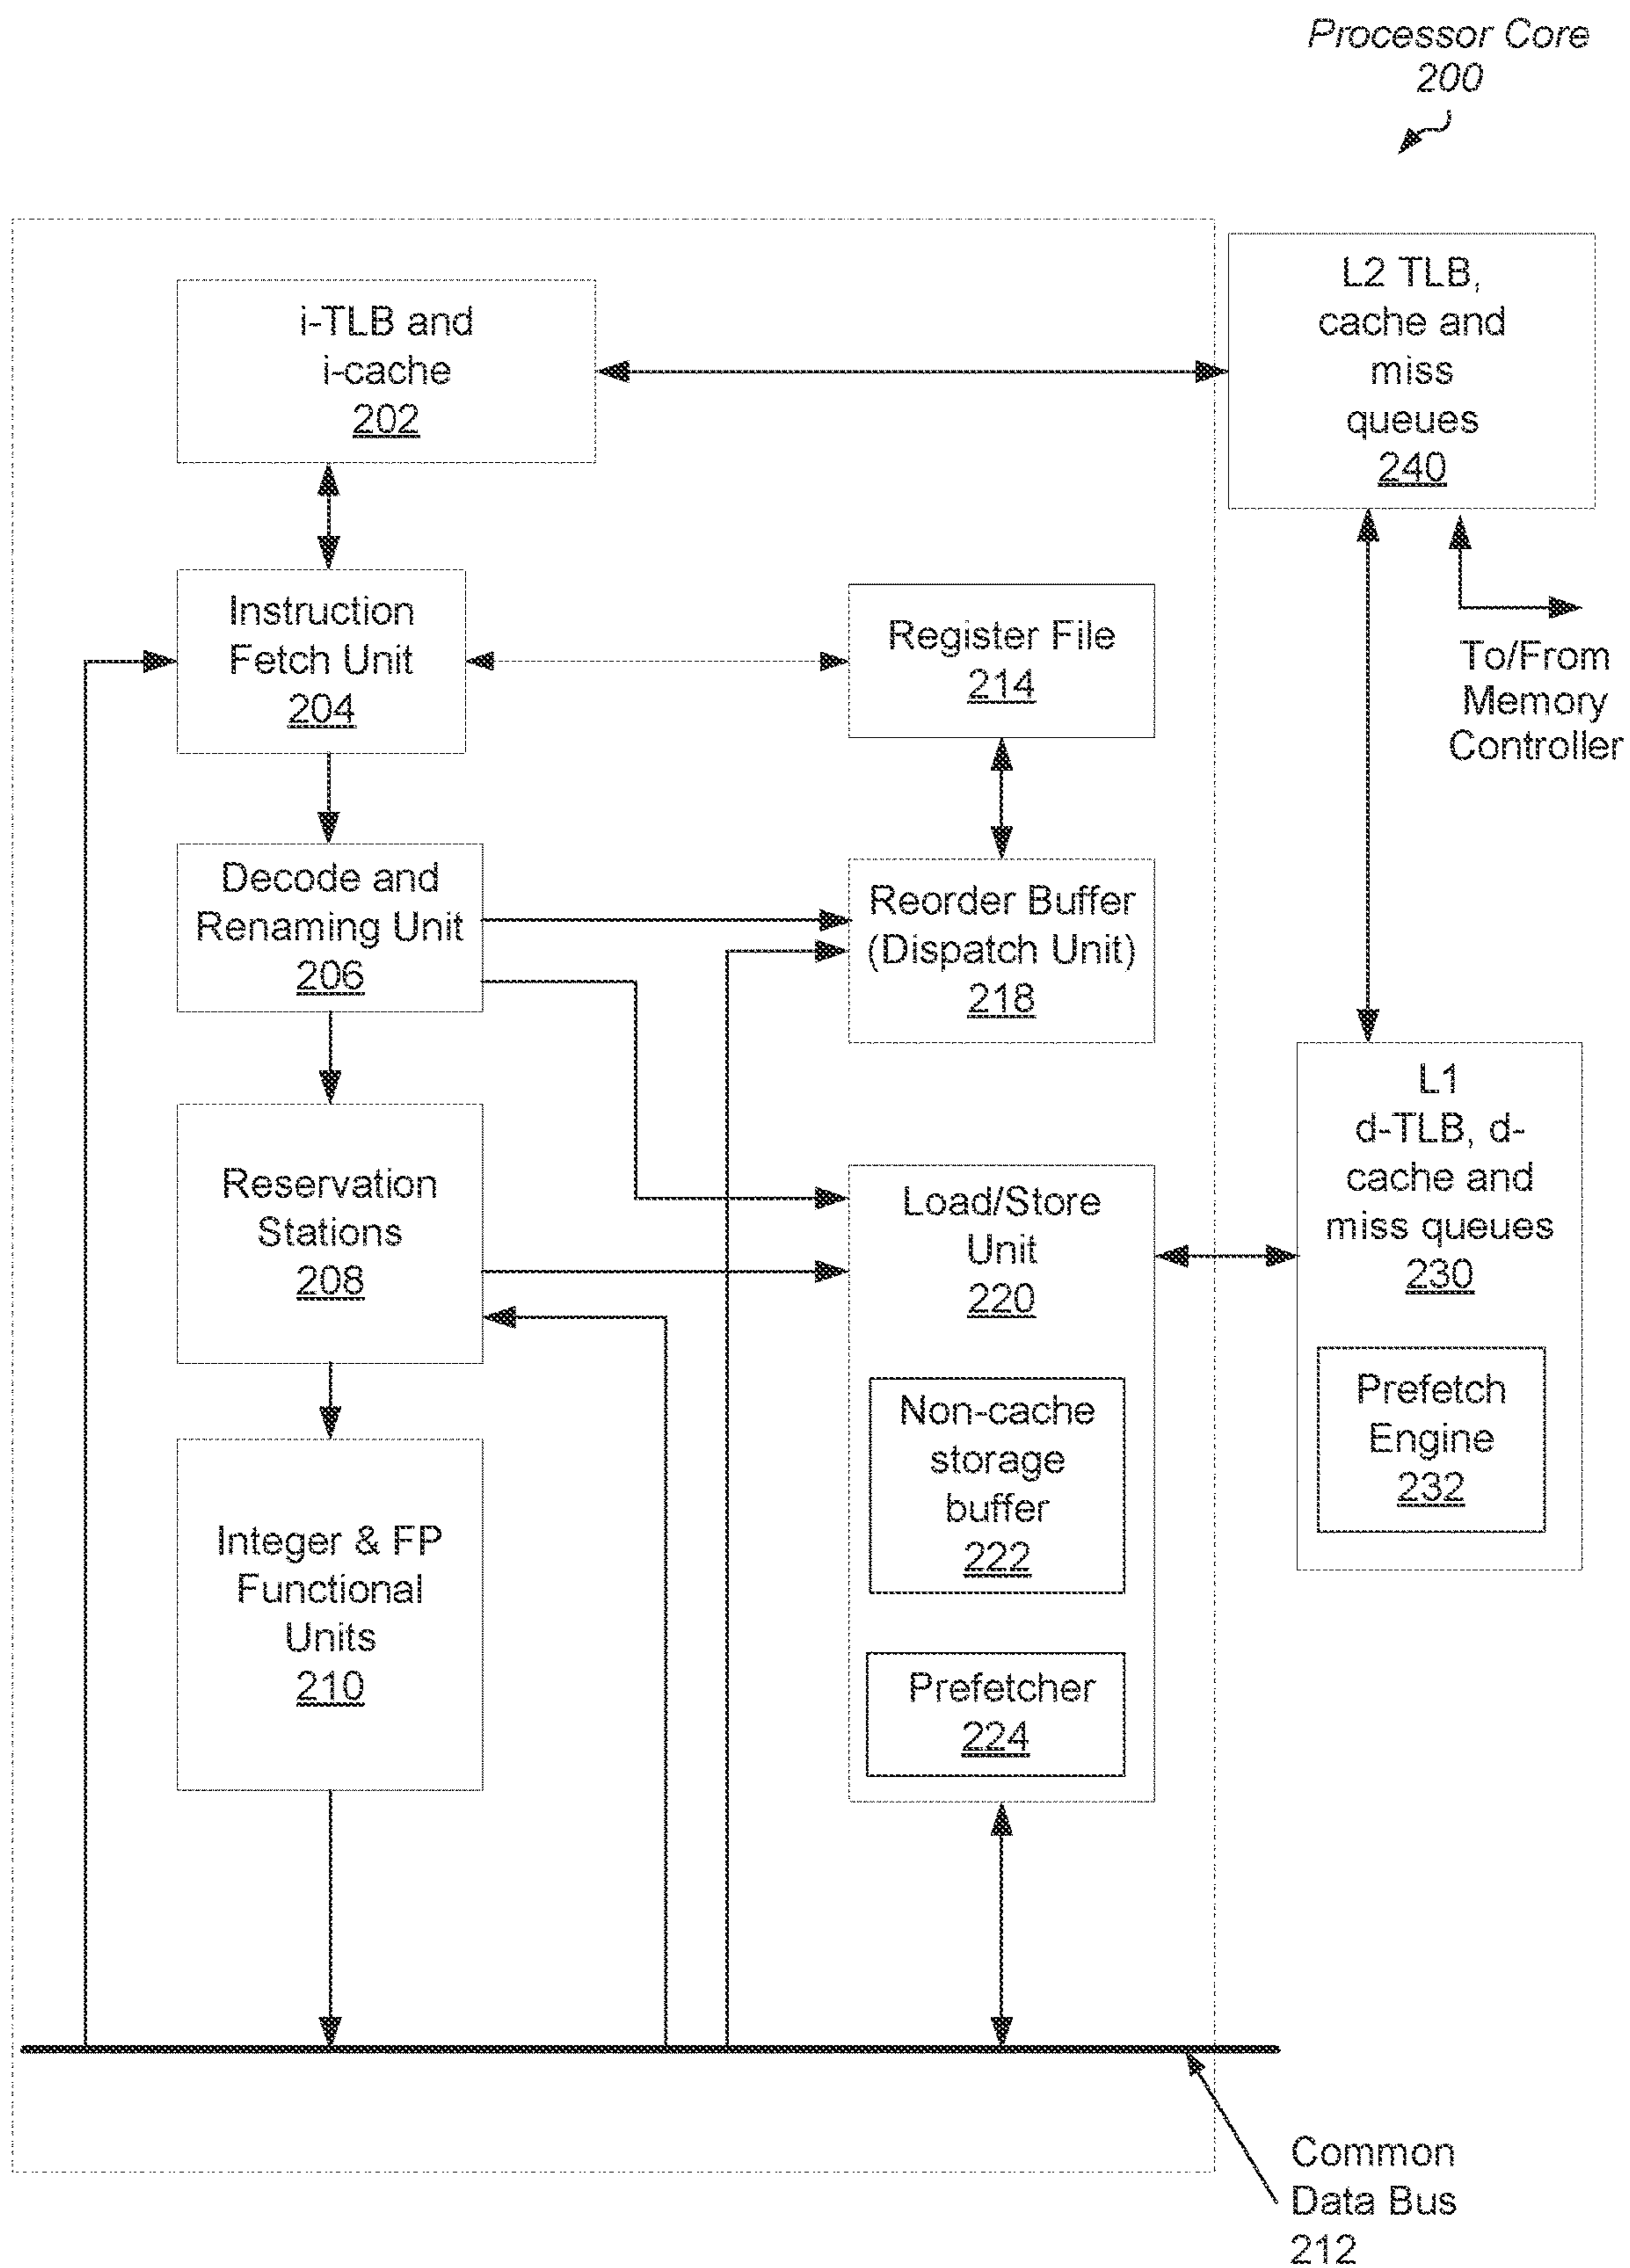 Processor Core
200
i-TLB and
i-cache
202
L2 TLB,
cache and
miss
queues
240
Instruction
Fetch Unit
204
Register File
214
To/From
Memory
Controller
Decode and
Renaming Unit
206
Reorder Buffer
(Dispatch Unit)
218
L1
d-TLB, d-
cache and
miss queues
230
Reservation
Stations
208
Load/Store
Unit
220
Prefetch
Engine
232
Non-cache
storage
buffer
222
Integer & FP
Functional
Units
210
Prefetcher
224
Common
Data Bus
212